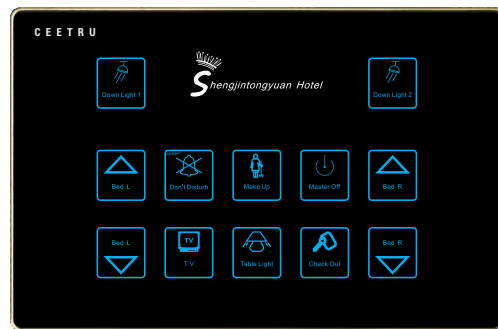 CEETRU
Shengjintongyuan Hotel
Down Light 1
Down Light 2
Bed L
Don't Disturb
Make Up
Master Off
Bed R
Bed L
TV
T V
Table Light
Check Out
Bed R